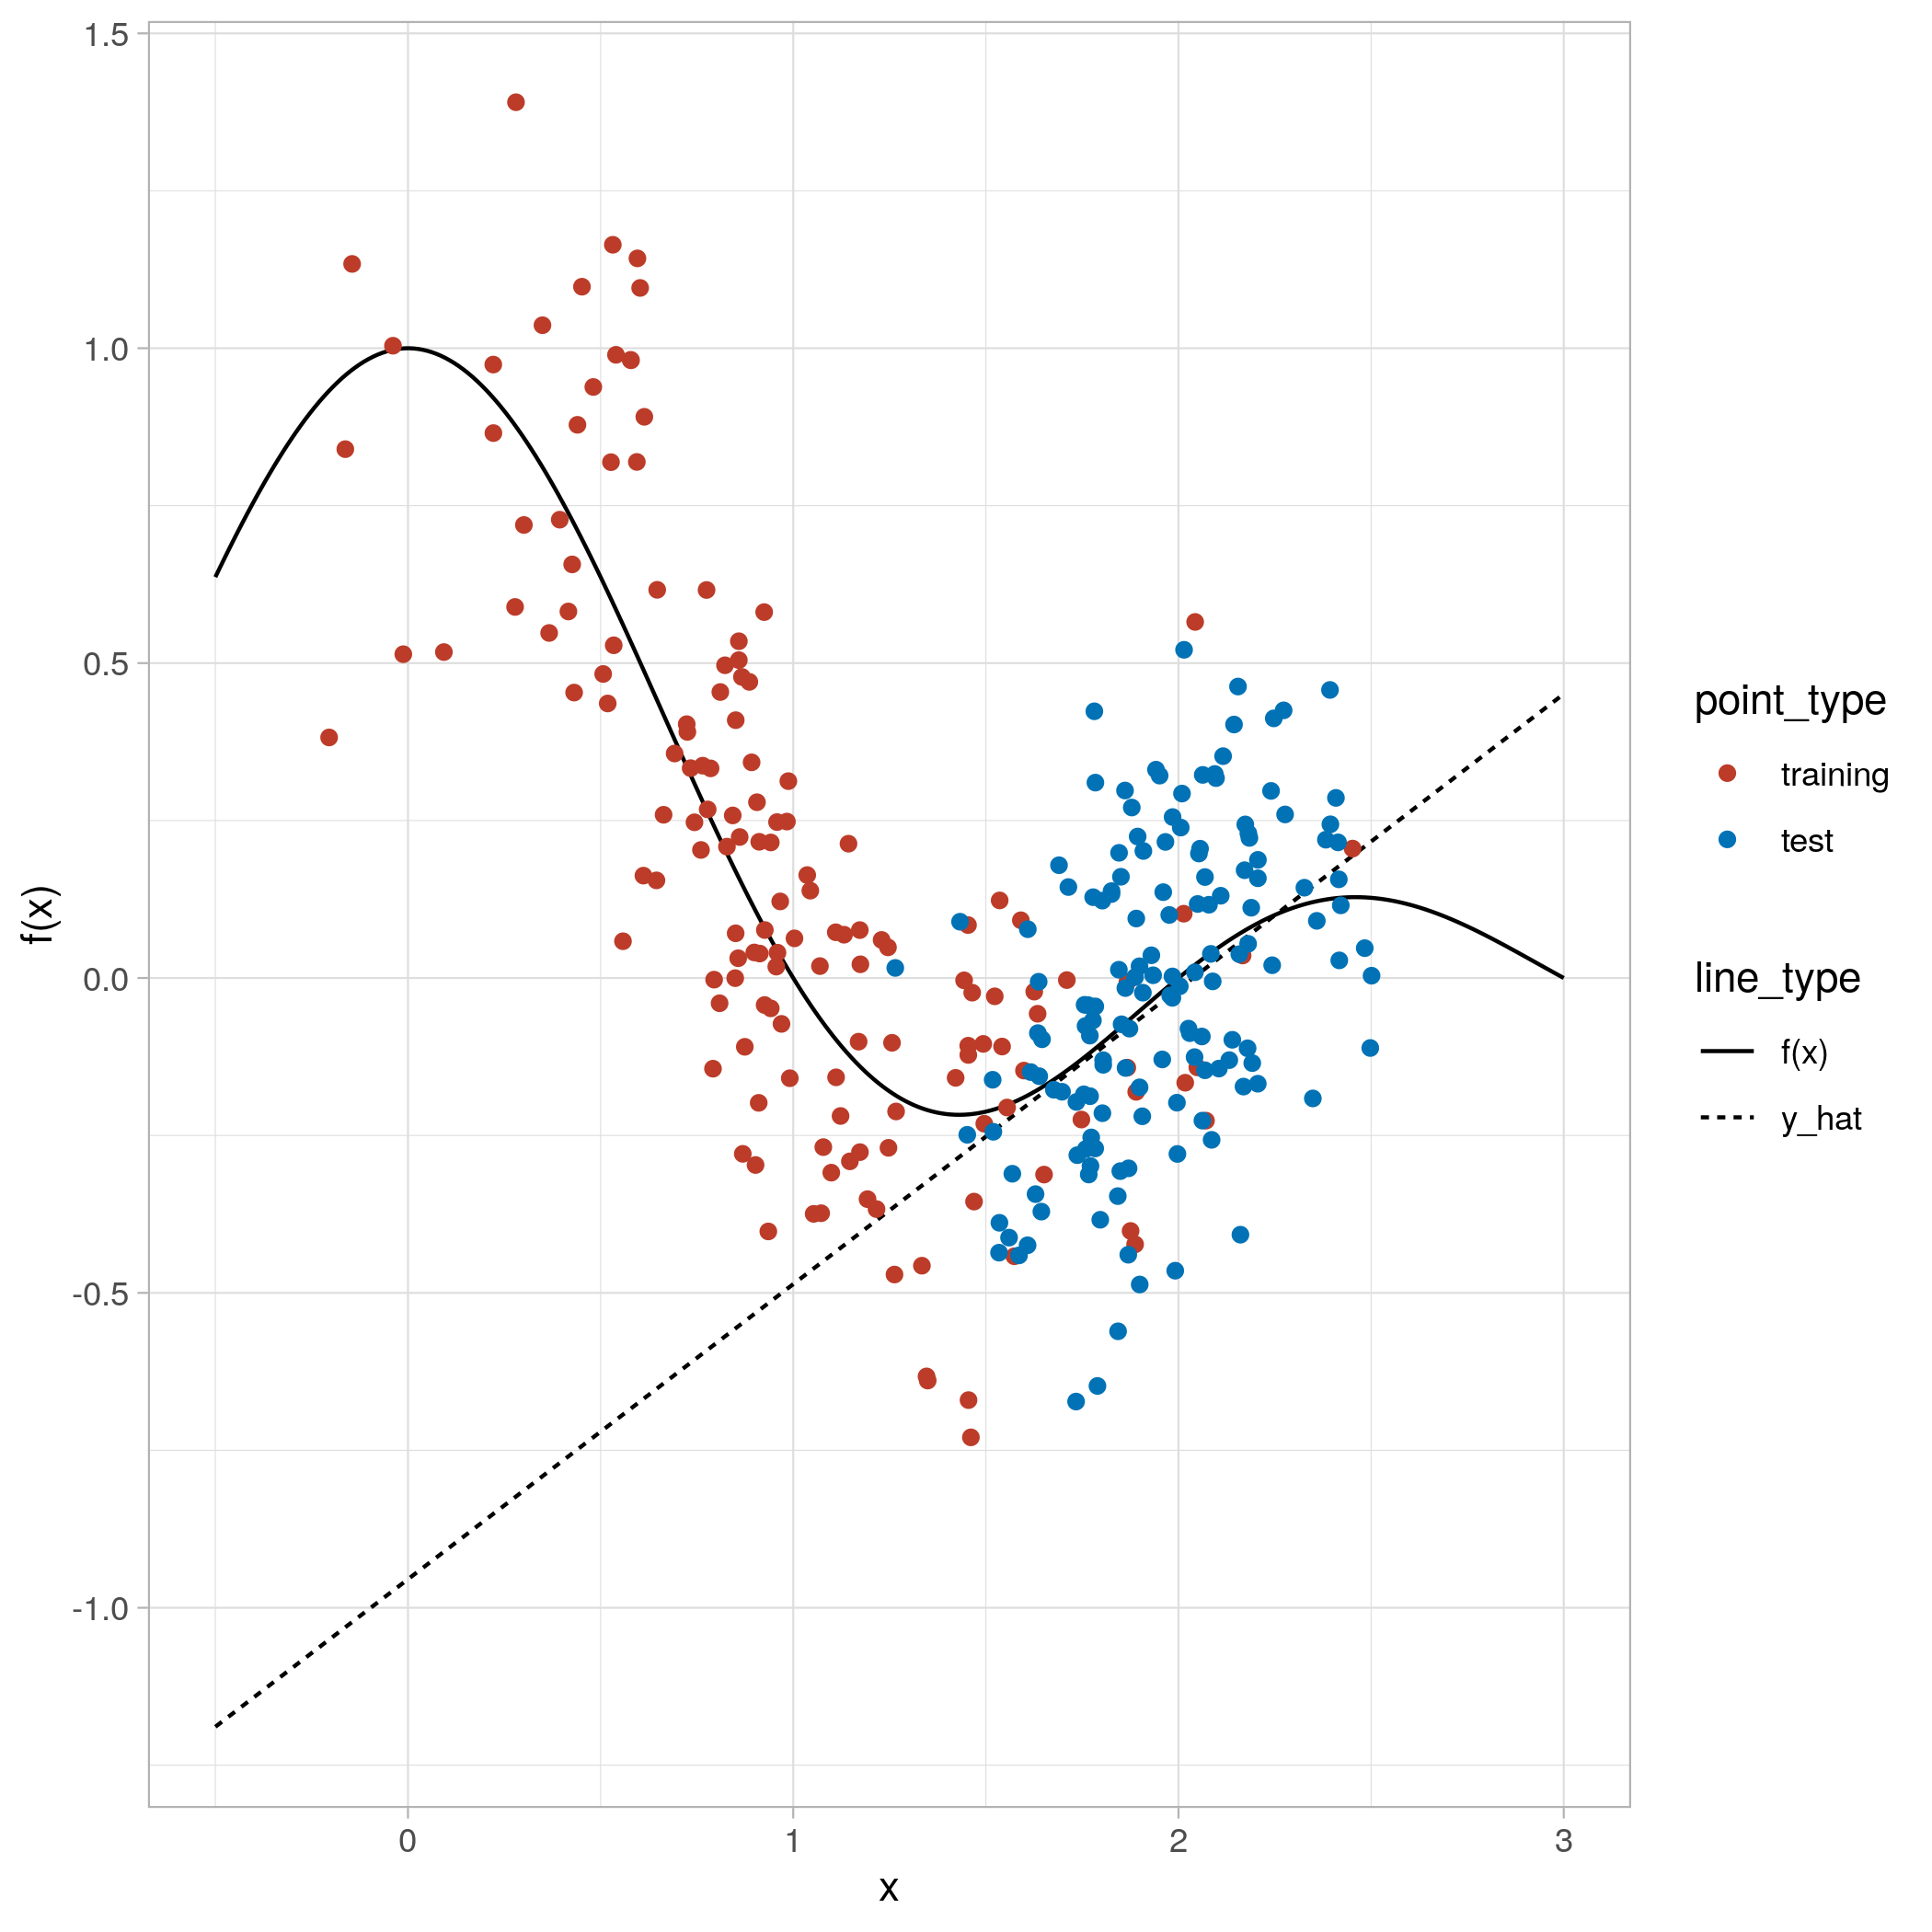 1.5
1.0
0.5
0.0
-0.5
-1.0
f(x)
0
1
2
3
x
point_type
training
test
line_type
f(x)
y_hat